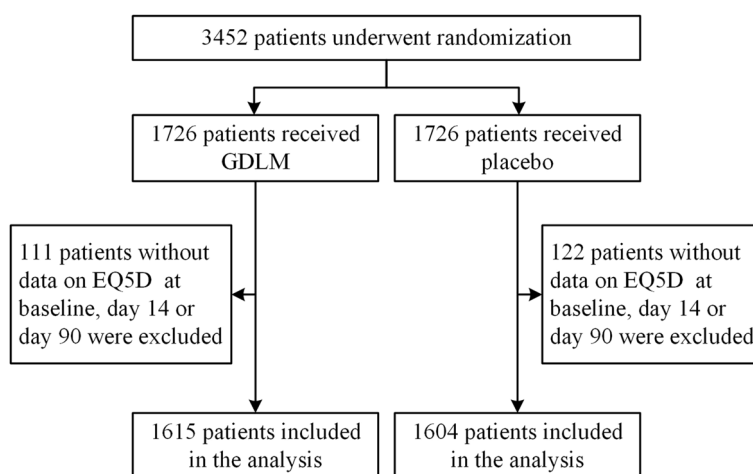 3452 patients underwent randomization
1726 patients received
GDLM
1726 patients received
placebo
111 patients without
data on EQ5D at
baseline, day 14 or
day 90 were excluded
122 patients without
data on EQ5D at
baseline, day 14 or
day 90 were excluded
1615 patients included
in the analysis
1604 patients included
in the analysis